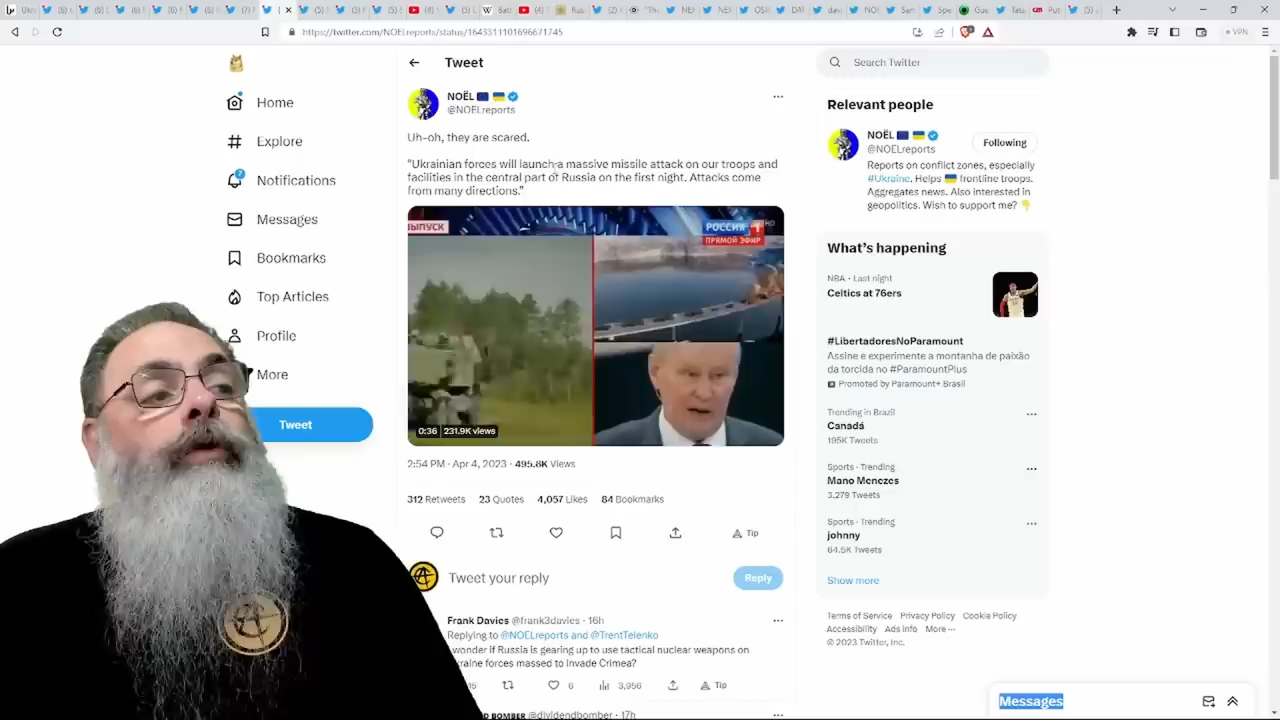 https://twitter.com/NOELreports/status/1643311101696671745
VPN
Home
Explore
Notifications
Messages
Bookmarks
Top Articles
Profile
More
Tweet
Tweet
NOËL
@NOELreports
Uh-oh, they are scared.
"Ukrainian forces will launch a massive missile attack on our troops and
facilities in the central part of Russia on the first night. Attacks come
from many directions."
ЫПУСК
РОССИЯ 1
HD
ПРЯМОЙ ЭФИР
0:36 231.9K views
2:54 PM · Apr 4, 2023 · 495.8K Views
312 Retweets 23 Quotes 4,057 Likes 84 Bookmarks
Tip
Tweet your reply
Reply
Frank Davies @frank3davies · 16h
Replying to @NOELreports and @TrentTelenko
wonder if Russia is gearing up to use tactical nuclear weapons on
raine forces massed to invade Crimea?
6 3,956 Tip
D BOMBER @dividendbomber · 17h
Search Twitter
Relevant people
NOËL
@NOELreports
Following
Reports on conflict zones, especially
#Ukraine. Helps 🇺🇦 frontline troops.
Aggregates news. Also interested in
geopolitics. Wish to support me? 👇
What's happening
NBA · Last night
Celtics at 76ers
#LibertadoresNoParamount
Assine e experimente a montanha de paixão
da torcida no #ParamountPlus
Promoted by Paramount+ Brasil
Trending in Brazil
Canadá
195K Tweets
Sports · Trending
Mano Menezes
3,279 Tweets
Sports · Trending
johnny
64.5K Tweets
Show more
Terms of Service Privacy Policy Cookie Policy
Accessibility Ads info More ···
© 2023 Twitter, Inc.
Messages